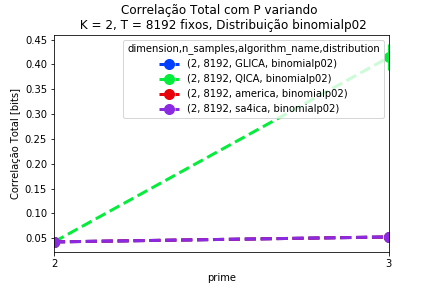 Correlação Total com P variando
K = 2, T = 8192 fixos, Distribuição binomialp02
dimension,n_samples,algorithm_name,distribution
(2, 8192, GLICA, binomialp02)
(2, 8192, QICA, binomialp02)
(2, 8192, america, binomialp02)
(2, 8192, sa4ica, binomialp02)
Correlação Total [bits]
0.45
0.40
0.35
0.30
0.25
0.20
0.15
0.10
0.05
2
3
prime